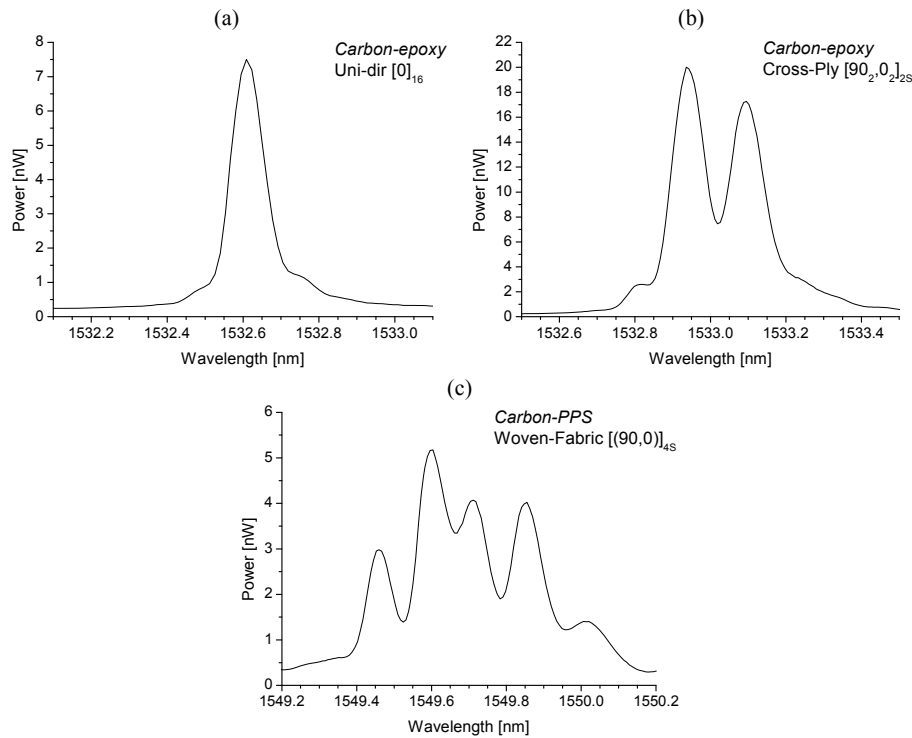 (a)
Carbon-epoxy
Uni-dir [0]16
8
7
6
5
4
3
2
1
0
Power [nW]
1532.2
1532.4
1532.6
1532.8
1533.0
Wavelength [nm]
(b)
Carbon-epoxy
Cross-Ply [902,02]2S
22
20
18
16
14
12
10
8
6
4
2
0
Power [nW]
1532.6
1532.8
1533.0
1533.2
1533.4
Wavelength [nm]
(c)
Carbon-PPS
Woven-Fabric [(90,0)]4S
6
5
4
3
2
1
0
Power [nW]
1549.2
1549.4
1549.6
1549.8
1550.0
1550.2
Wavelength [nm]